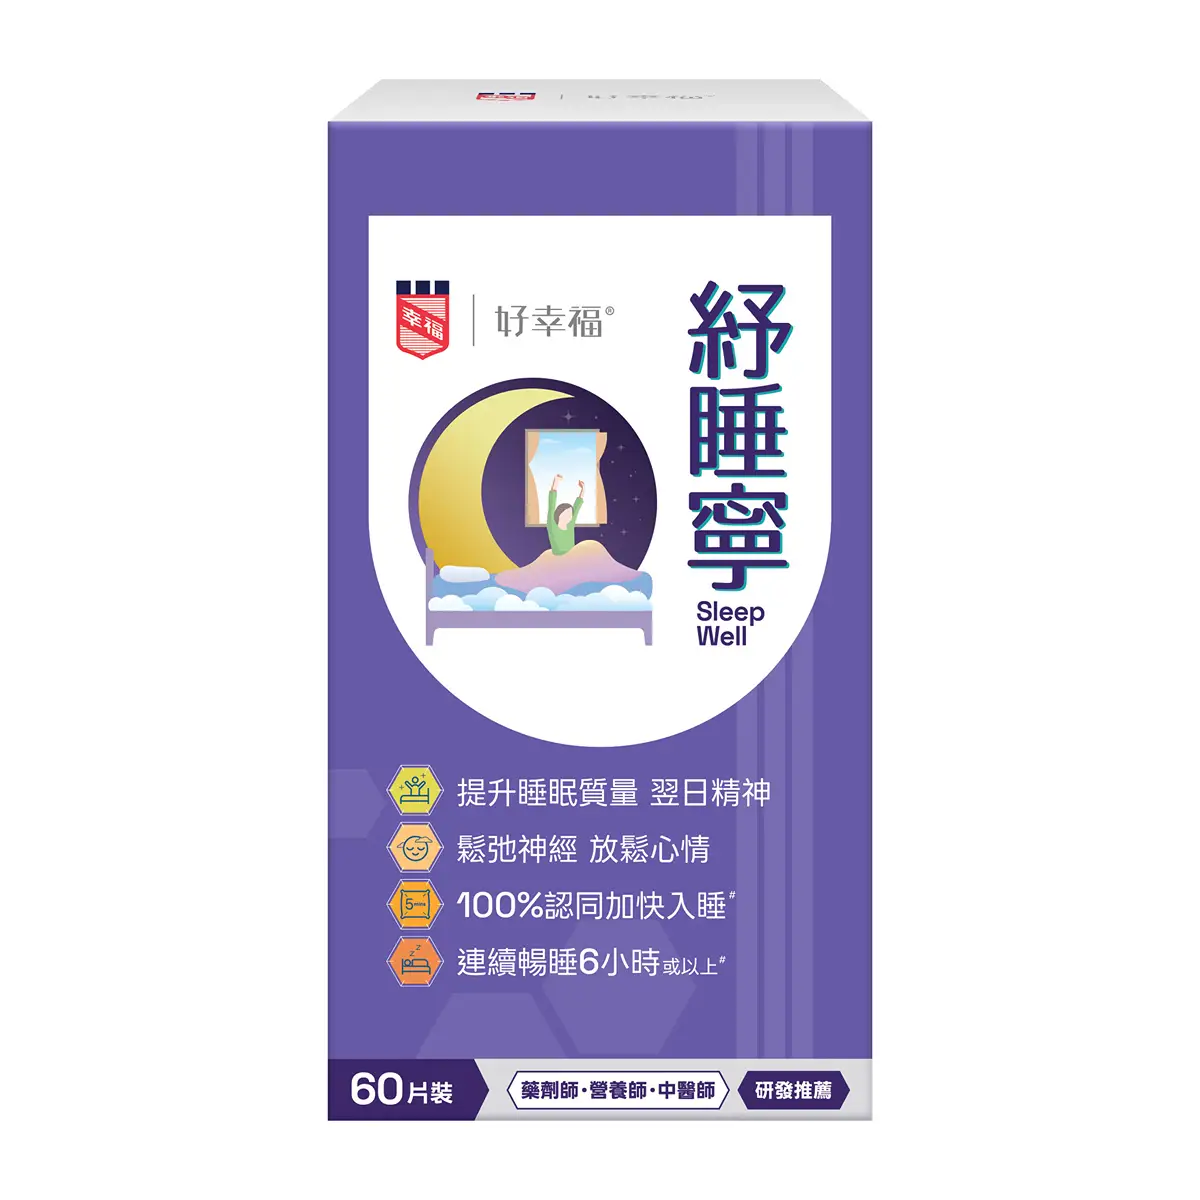 幸福
好幸福®
紓睡寧
Sleep
Well
提升睡眠質量 翌日精神
鬆弛神經 放鬆心情
5mins
100%認同加快入睡#
zz
連續暢睡6小時或以上#
60片裝
藥劑師·營養師·中醫師
研發推薦